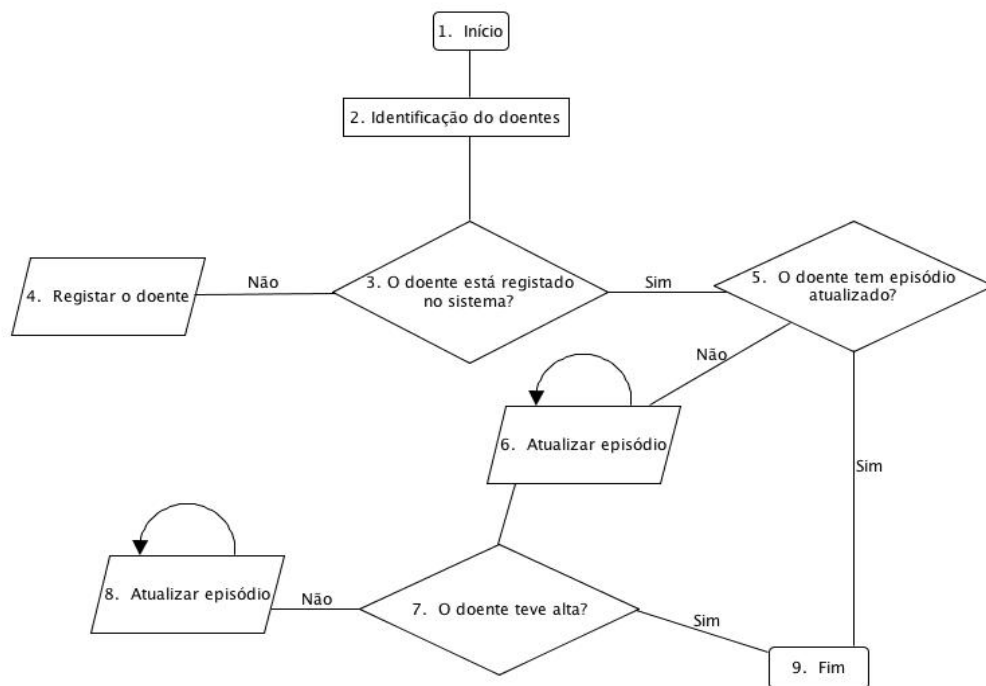 1. Início
2. Identificação do doentes
3. O doente está registado
no sistema?
Não
4. Registar o doente
Sim
5. O doente tem episódio
atualizado?
Não
6. Atualizar episódio
Sim
7. O doente teve alta?
Não
8. Atualizar episódio
Sim
9. Fim